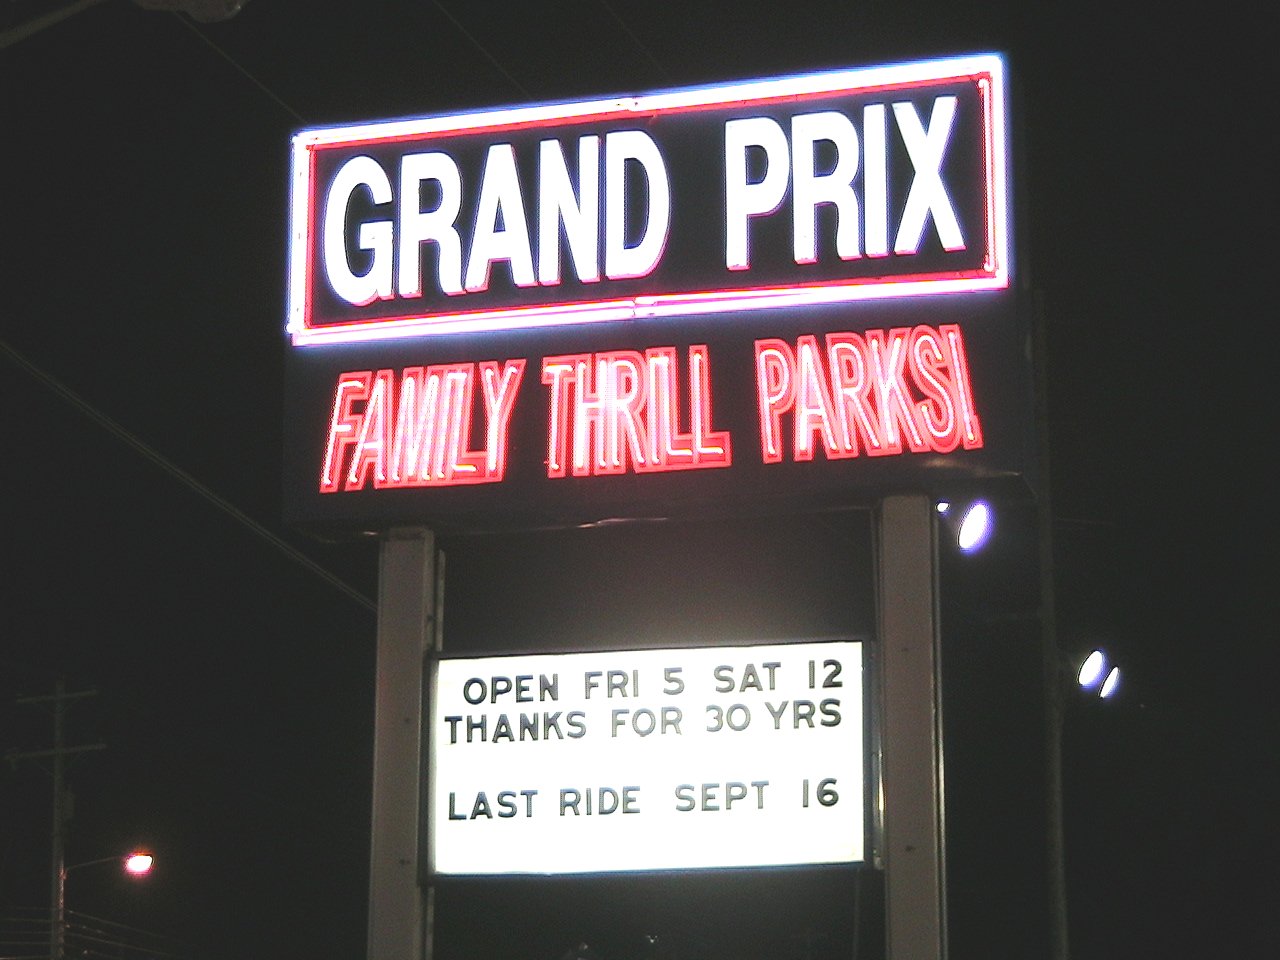 GRAND PRIX
FAMILY THRILL PARKS!
OPEN FRI 5 SAT 12
THANKS FOR 30 YRS
LAST RIDE SEPT 16